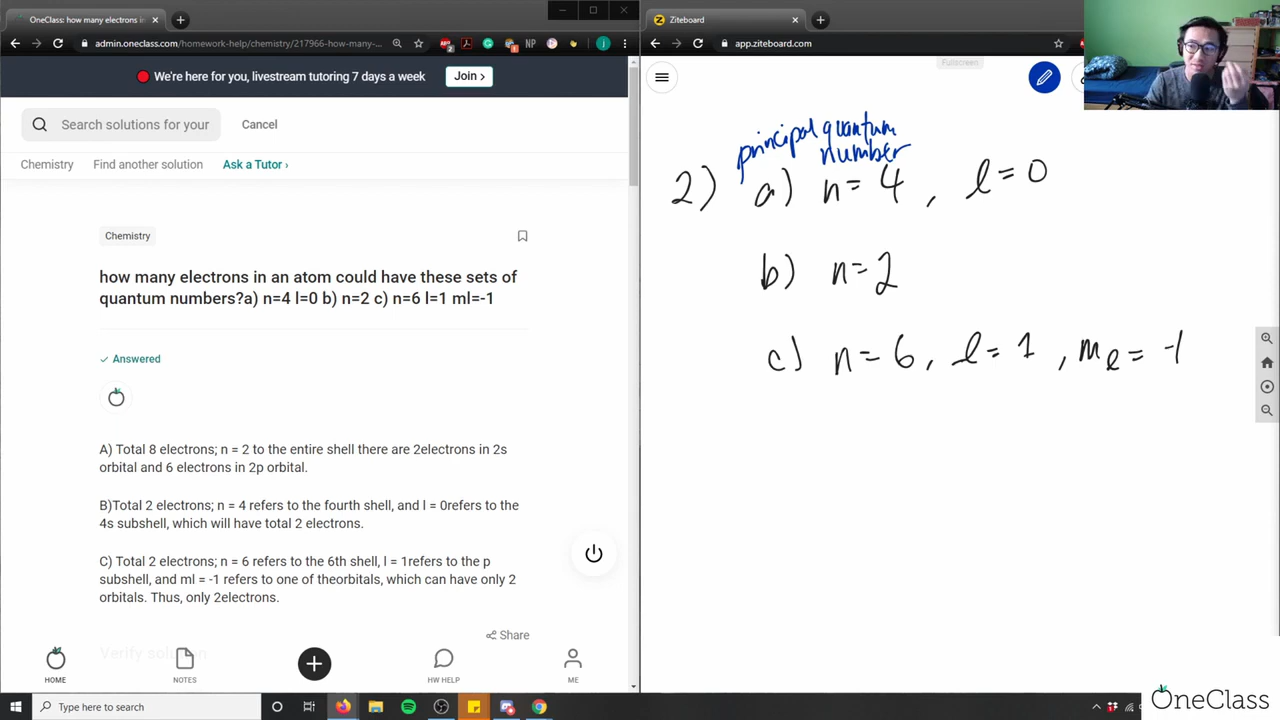 OneClass: how many electrons in
Ziteboard
admin.oneclass.com/homework-help/chemistry/217966-how-many-...
NP
j
app.ziteboard.com
Fullscreen
We're here for you, livestream tutoring 7 days a week
Join ›
Search solutions for your
Cancel
Chemistry
Find another solution
Ask a Tutor ›
Chemistry
how many electrons in an atom could have these sets of
quantum numbers?a) n=4 l=0 b) n=2 c) n=6 l=1 ml=-1
✓ Answered
A) Total 8 electrons; n = 2 to the entire shell there are 2electrons in 2s
orbital and 6 electrons in 2p orbital.
B)Total 2 electrons; n = 4 refers to the fourth shell, and l = 0refers to the
4s subshell, which will have total 2 electrons.
C) Total 2 electrons; n = 6 refers to the 6th shell, l = 1refers to the p
subshell, and ml = -1 refers to one of theorbitals, which can have only 2
orbitals. Thus, only 2electrons.
Share
Verify solution
HOME
NOTES
HW HELP
ME
principal quantum
number
2) a) n = 4 , l = 0
b) n = 2
c) n = 6 , l = 1 , ml = -1
Type here to search
OneClass